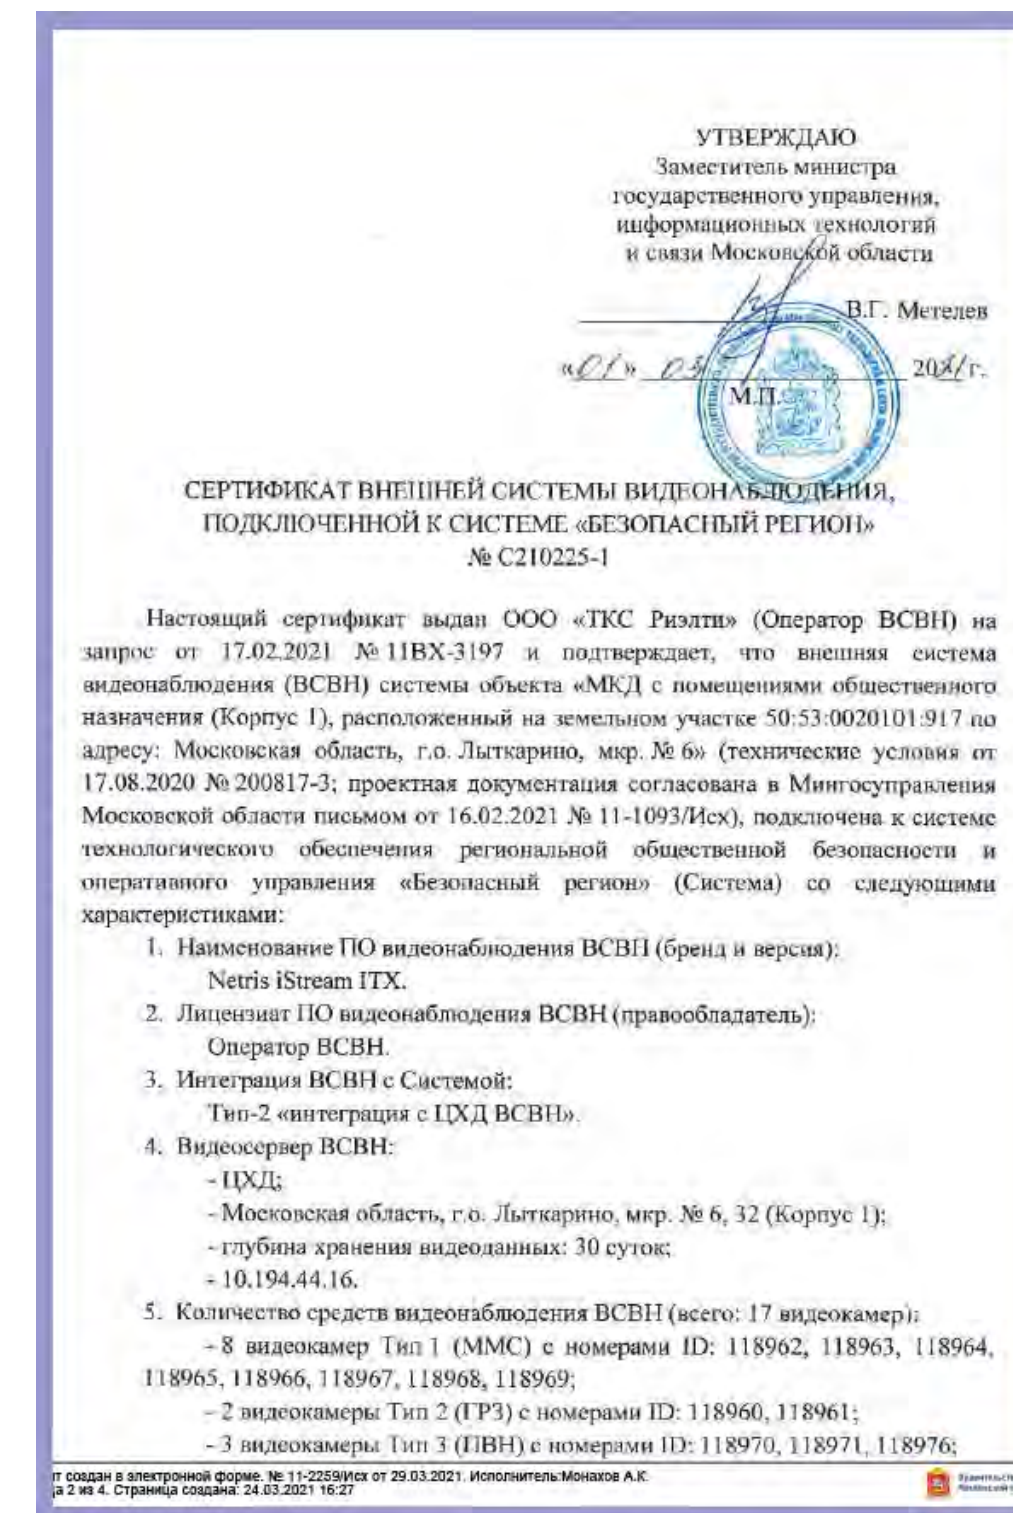 УТВЕРЖДАЮ
Заместитель министра
государственного управления,
информационных технологий
и связи Московской области
В.Г. Метелев
«01» 03 2021г.
М.П.
СЕРТИФИКАТ ВНЕШНЕЙ СИСТЕМЫ ВИДЕОНАБЛЮДЕНИЯ,
ПОДКЛЮЧЕННОЙ К СИСТЕМЕ «БЕЗОПАСНЫЙ РЕГИОН»
№ С210225-1
Настоящий сертификат выдан ООО «ТКС Риэлти» (Оператор ВСВН) на
запрос от 17.02.2021 № 11ВХ-3197 и подтверждает, что внешняя система
видеонаблюдения (ВСВН) системы объекта «МКД с помещениями общественного
назначения (Корпус 1), расположенный на земельном участке 50:53:0020101:917 по
адресу: Московская область, г.о. Лыткарино, мкр. № 6» (технические условия от
17.08.2020 № 200817-3; проектная документация согласована в Мингосуправления
Московской области письмом от 16.02.2021 № 11-1093/Исх), подключена к системе
технологического обеспечения региональной общественной безопасности и
оперативного управления «Безопасный регион» (Система) со следующими
характеристиками:
1. Наименование ПО видеонаблюдения ВСВН (бренд и версия):
Netris iStream ITX.
2. Лицензиат ПО видеонаблюдения ВСВН (правообладатель):
Оператор ВСВН.
3. Интеграция ВСВН с Системой:
Тип-2 «интеграция с ЦХД ВСВН».
4. Видеосервер ВСВН:
- ЦХД;
- Московская область, г.о. Лыткарино, мкр. № 6, 32 (Корпус 1);
- глубина хранения видеоданных: 30 суток;
- 10.194.44.16.
5. Количество средств видеонаблюдения ВСВН (всего: 17 видеокамер):
- 8 видеокамер Тип 1 (ММС) с номерами ID: 118962, 118963, 118964,
118965, 118966, 118967, 118968, 118969;
- 2 видеокамеры Тип 2 (ГРЗ) с номерами ID: 118960, 118961;
- 3 видеокамеры Тип 3 (ПВН) с номерами ID: 118970, 118971, 118976;
т создан в электронной форме. № 11-2259/Исх от 29.03.2021. Исполнитель:Монахов А.К.
а 2 из 4. Страница создана: 24.03.2021 16:27